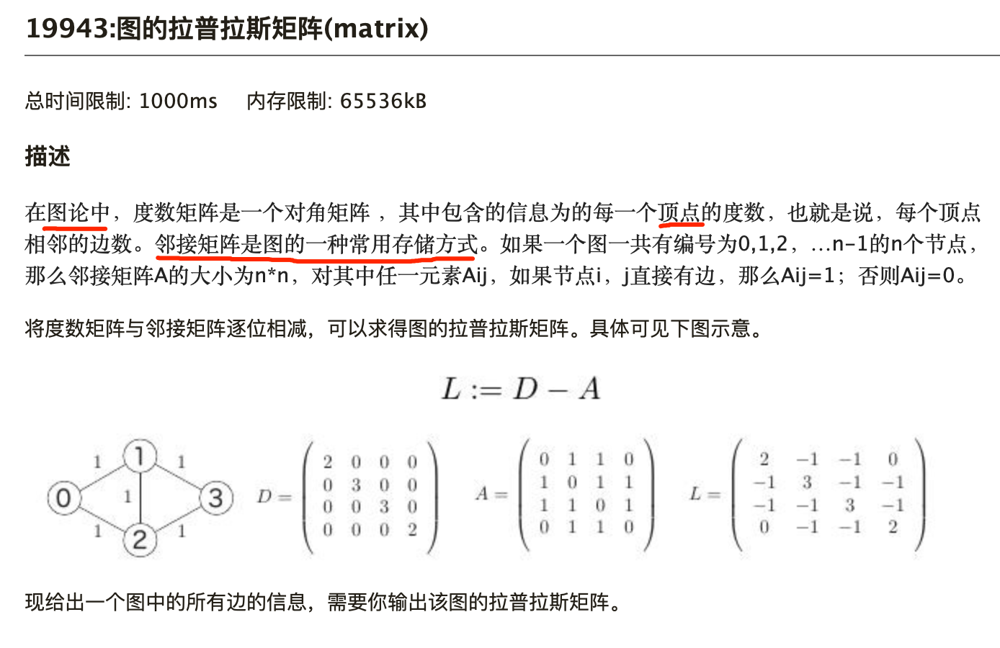 19943:图的拉普拉斯矩阵(matrix)
总时间限制: 1000ms 内存限制: 65536kB
描述
在图论中，度数矩阵是一个对角矩阵 ，其中包含的信息为的每一个顶点的度数，也就是说，每个顶点
相邻的边数。邻接矩阵是图的一种常用存储方式。如果一个图一共有编号为0,1,2，…n-1的n个节点，
那么邻接矩阵A的大小为n*n，对其中任一元素Aij，如果节点i，j直接有边，那么Aij=1；否则Aij=0。
将度数矩阵与邻接矩阵逐位相减，可以求得图的拉普拉斯矩阵。具体可见下图示意。
L := D − A
0 1 2 3 1 1 1 1 1
D =
2 0 0 0
0 3 0 0
0 0 3 0
0 0 0 2
A =
0 1 1 0
1 0 1 1
1 1 0 1
0 1 1 0
L =
2 −1 −1 0
−1 3 −1 −1
−1 −1 3 −1
0 −1 −1 2
现给出一个图中的所有边的信息，需要你输出该图的拉普拉斯矩阵。